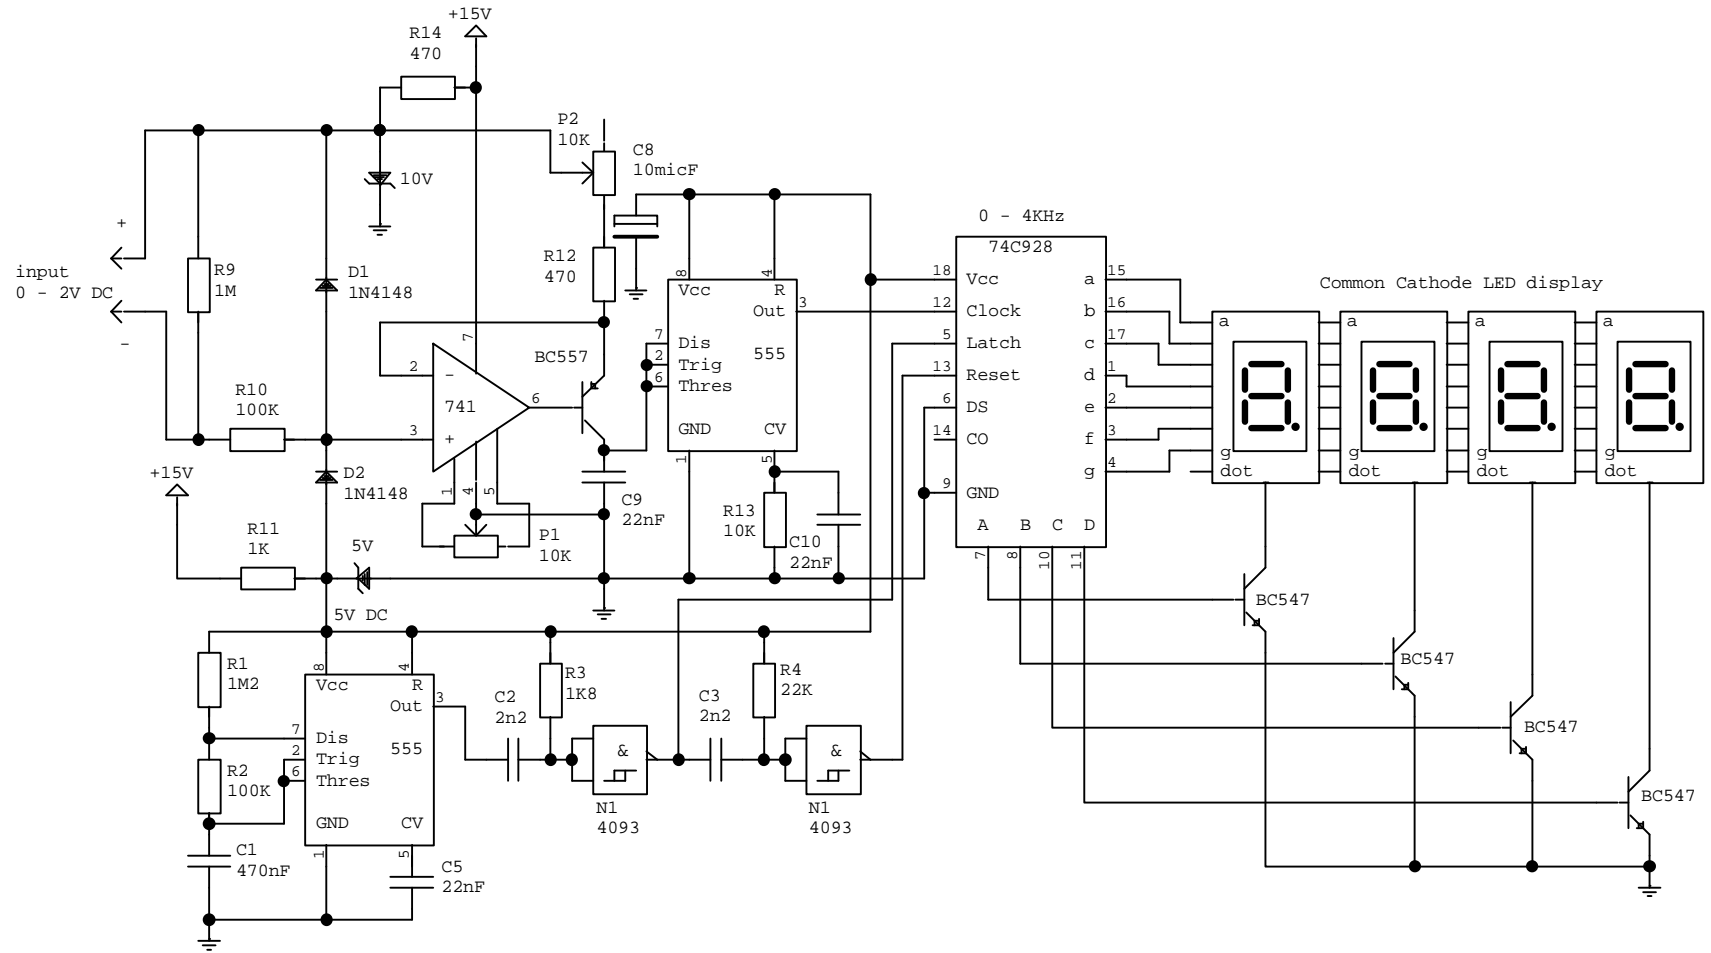 +15V
R14
470
P2
10K
C8
10micF
10V
+
input
0 - 2V DC
-
R9
1M
D1
1N4148
R12
470
0 - 4KHz
74C928
18 Vcc
12 Clock
5 Latch
13 Reset
6 DS
14 CO
9 GND
a 15
b 16
c 17
d 1
e 2
f 3
g 4
A B C D
7 8 10 11
Common Cathode LED display
a a a a
g g g g
dot dot dot dot
8 4
Vcc R
Out 3
7 Dis
2 Trig
6 Thres
555
GND CV
1 5
BC557
7
2 -
741 6
3 +
1 4 5
R10
100K
+15V
D2
1N4148
C9
22nF
P1
10K
R13
10K
C10
22nF
R11
1K
5V
5V DC
BC547
BC547
BC547
BC547
R1
1M2
8 4
Vcc R
Out 3
7 Dis
2 Trig
6 Thres
555
GND CV
1 5
R2
100K
C1
470nF
C5
22nF
C2
2n2
R3
1K8
&
N1
4093
C3
2n2
R4
22K
&
N1
4093